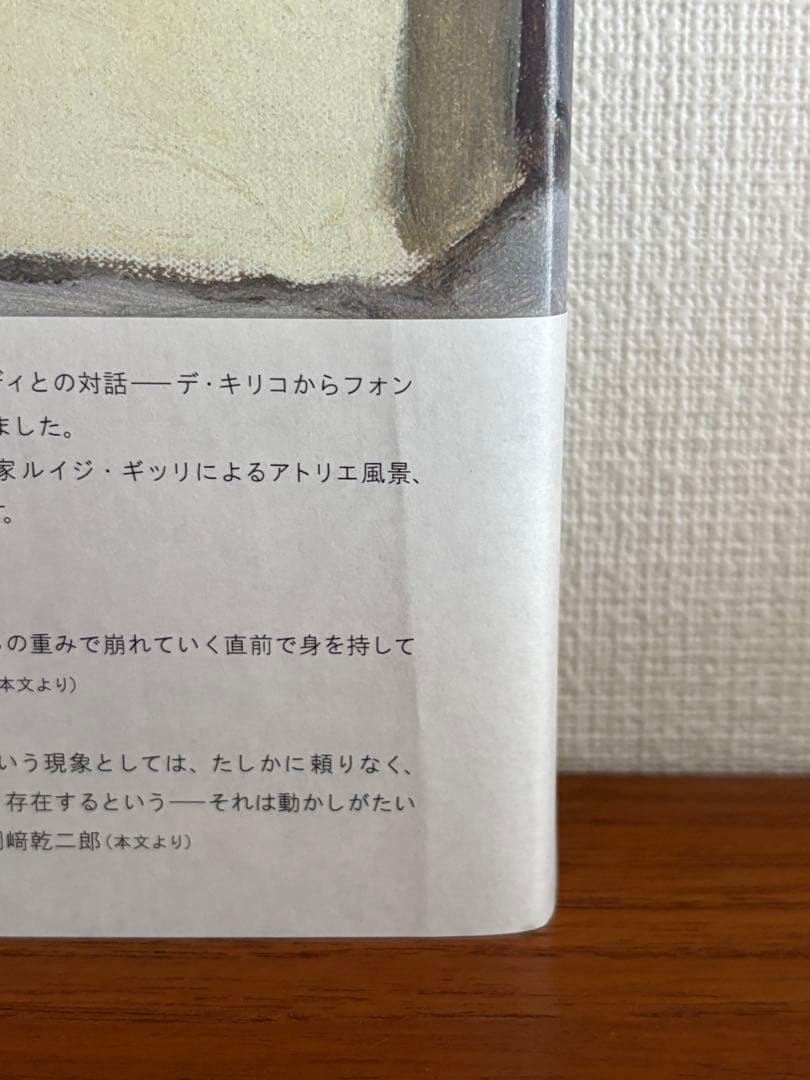 ディとの対話——デ・キリコからフォン
ました。
家ルイジ・ギッリによるアトリエ風景、
す。
の重みで崩れていく直前で身を持して
本文より）
いう現象としては、たしかに頼りなく、
存在するという——それは動かしがたい
岡﨑乾二郎（本文より）